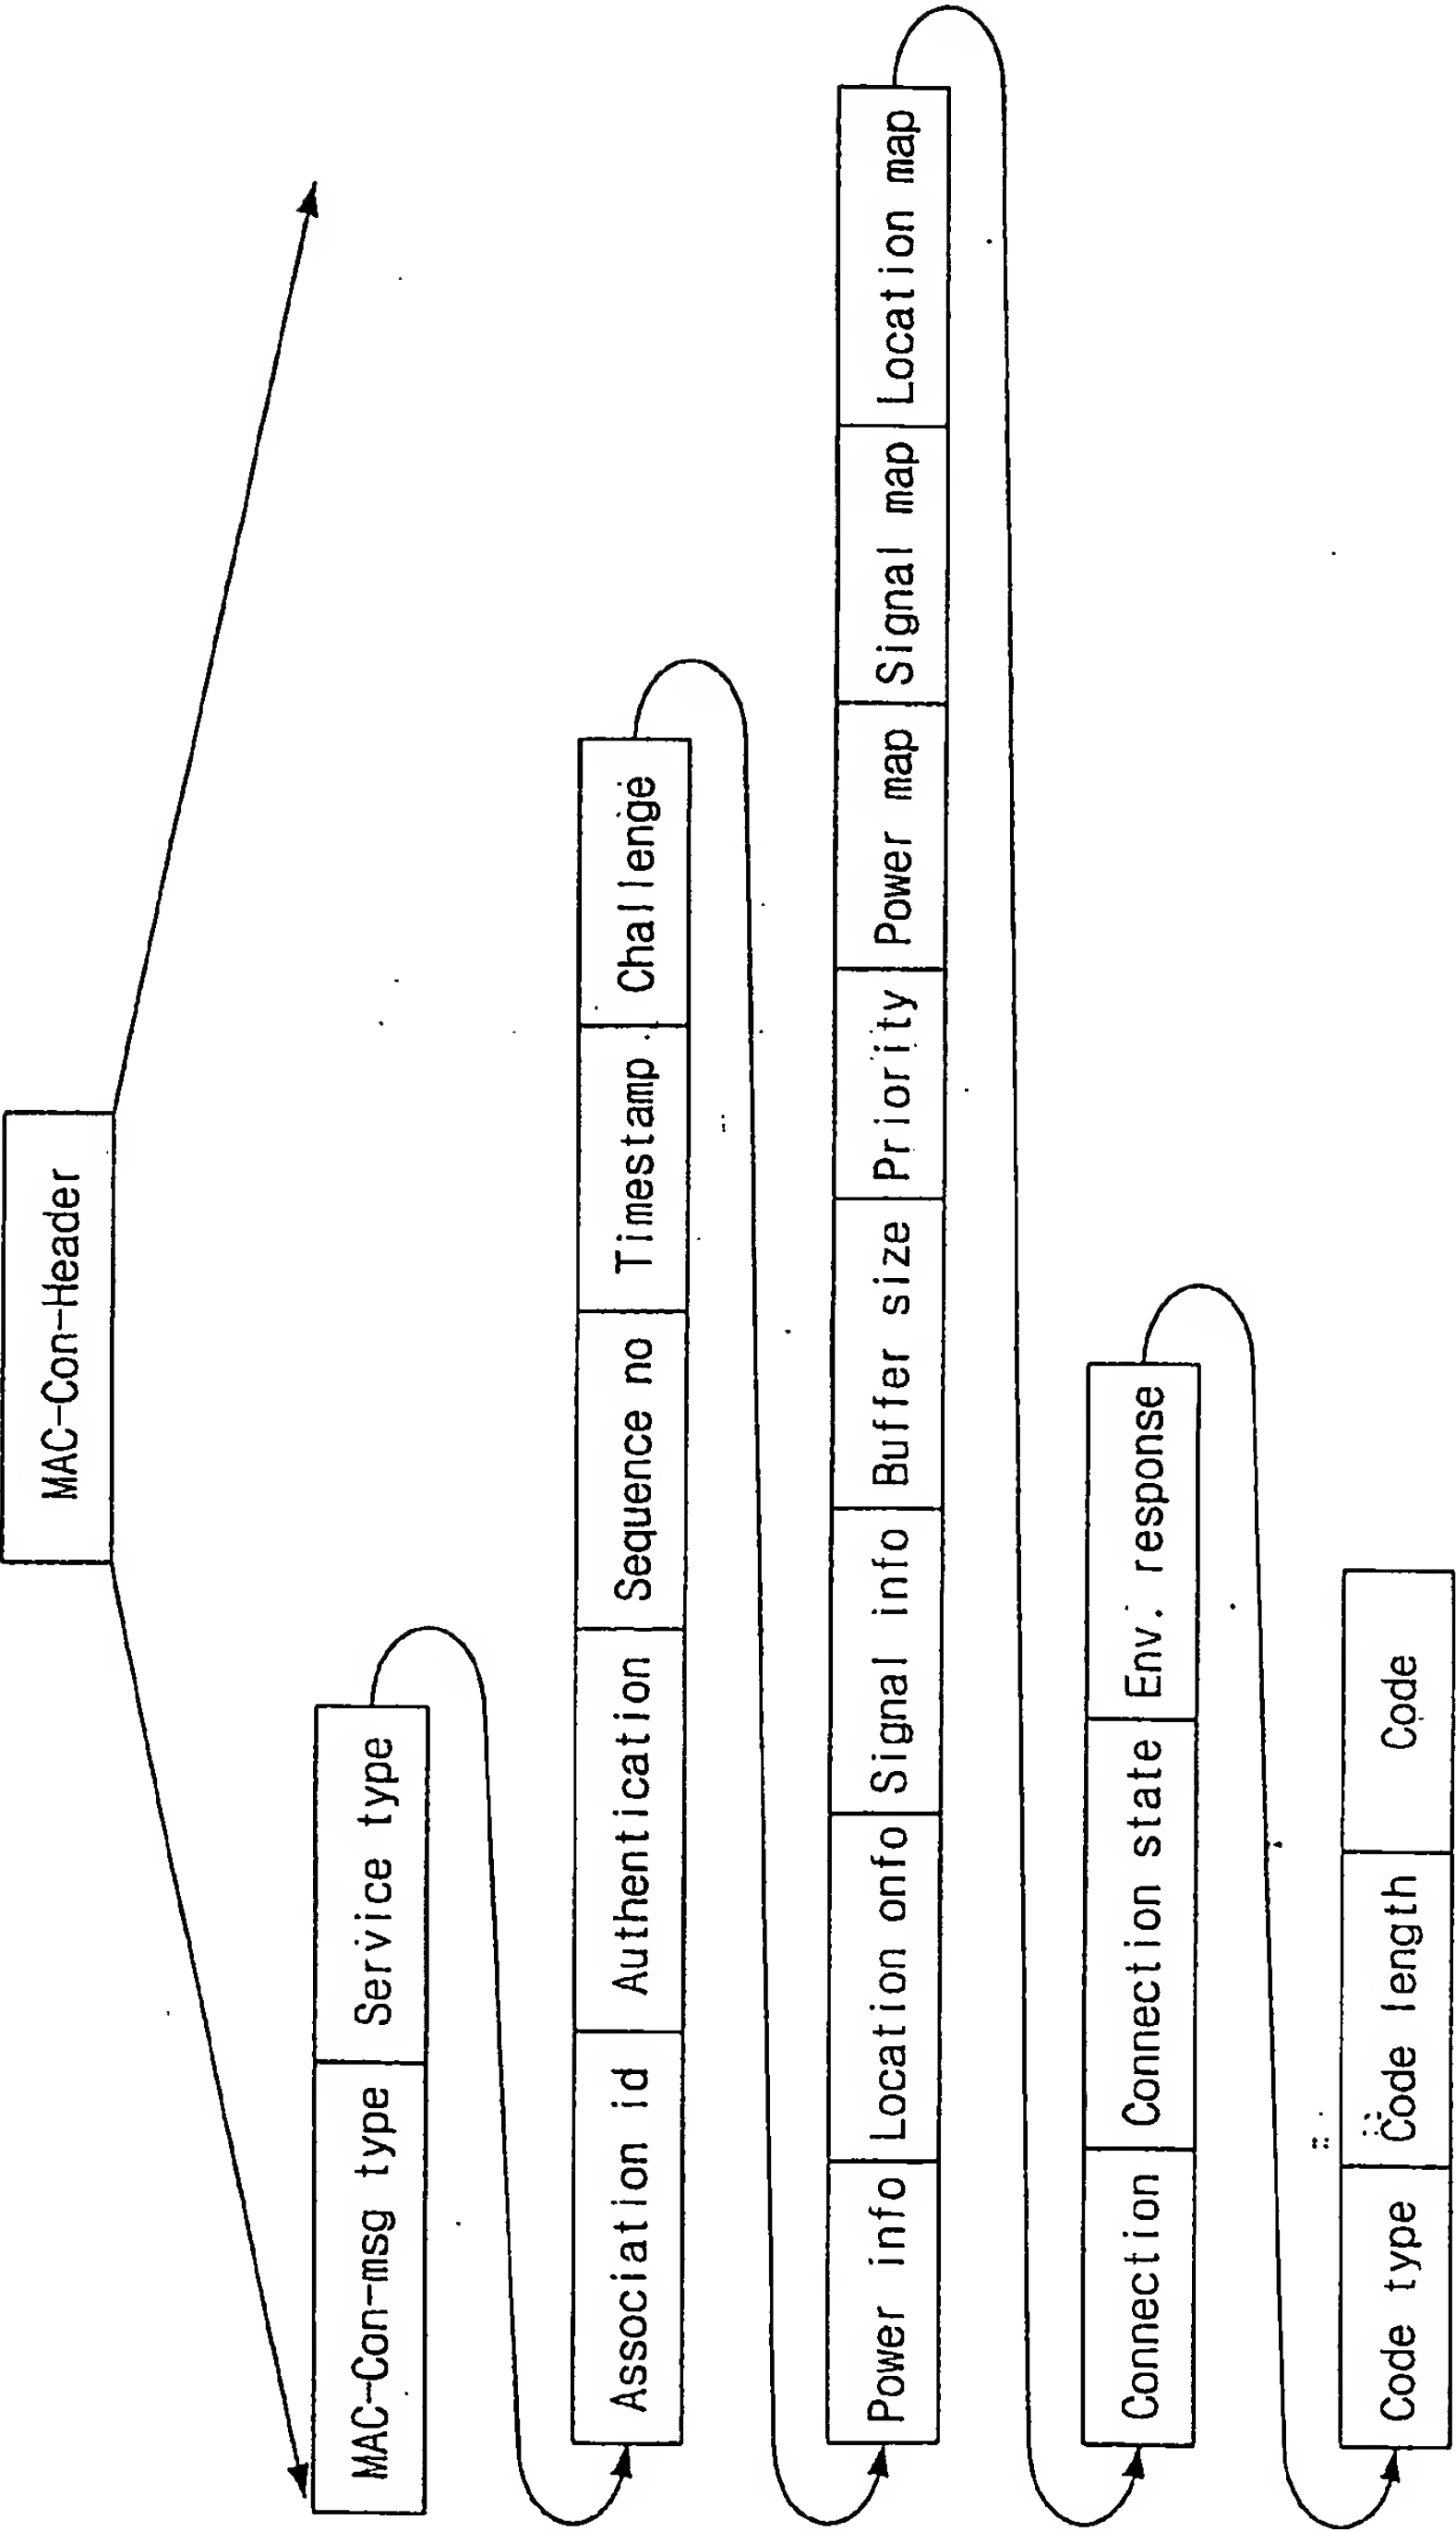 MAC-Con-Header
MAC-Con-msg type Service type
Association id Authentication Sequence no Timestamp Challenge
Power info Location onfo Signal info Buffer size Priority Power map Signal map Location map
Connection Connection state Env. response
Code type Code length Code